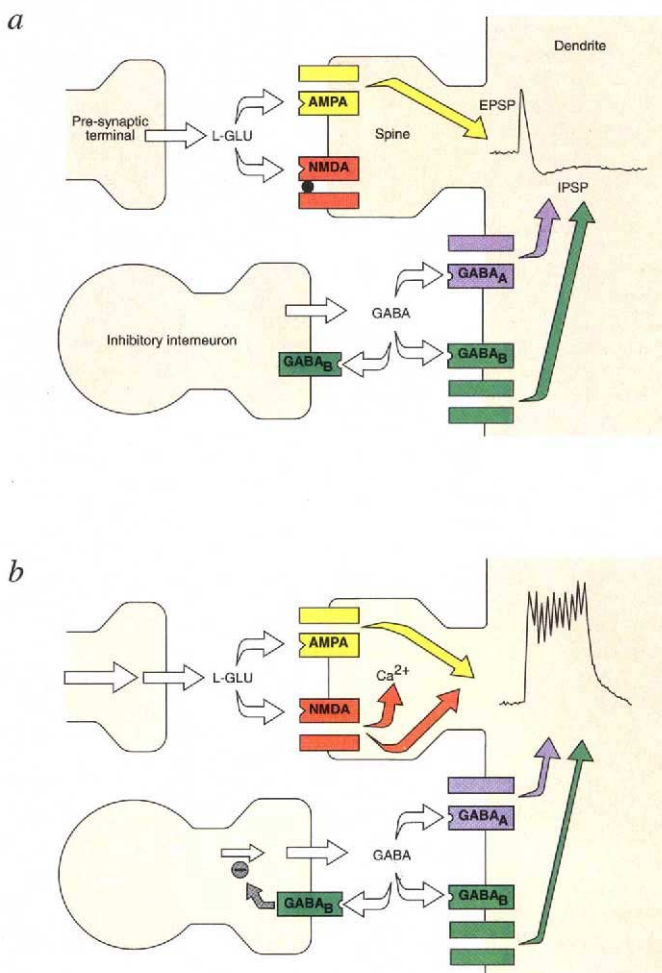 a
Dendrite
Pre-synaptic
terminal
L-GLU
AMPA
NMDA
Spine
EPSP
IPSP
GABAA
GABA
Inhibitory interneuron
GABAB
GABAB
b
L-GLU
AMPA
Ca2+
NMDA
GABAA
GABA
GABAB
GABAB